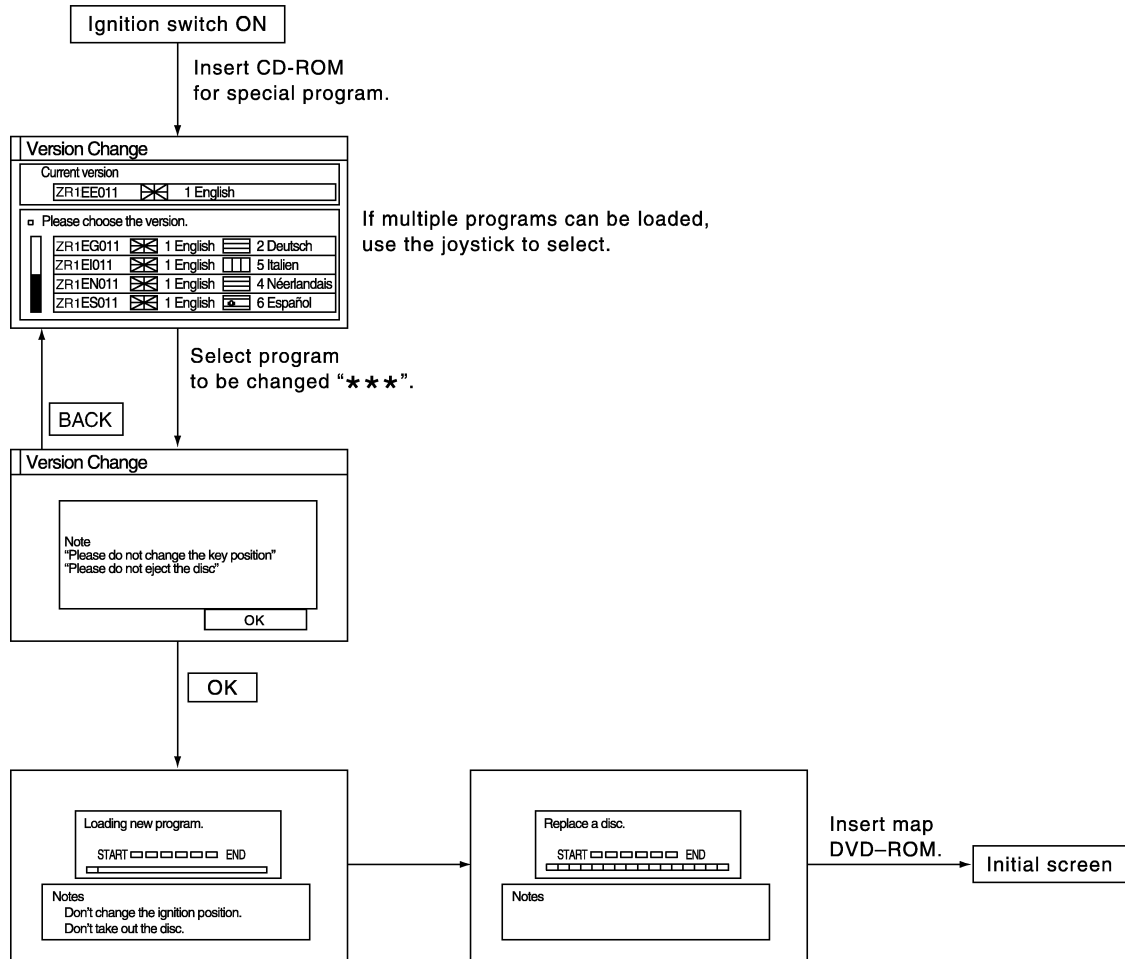 Ignition switch ON
Insert CD-ROM
for special program.
Version Change
Current version
ZR1EE011 1 English
Please choose the version.
ZR1EG011 1 English 2 Deutsch
ZR1EI011 1 English 5 Italien
ZR1EN011 1 English 4 Néerlandais
ZR1ES011 1 English 6 Español
If multiple programs can be loaded,
use the joystick to select.
Select program
to be changed “★★★”.
BACK
Version Change
Note
“Please do not change the key position”
“Please do not eject the disc”
OK
OK
Loading new program.
START END
Notes
Don't change the ignition position.
Don't take out the disc.
Replace a disc.
START END
Notes
Insert map
DVD–ROM.
Initial screen